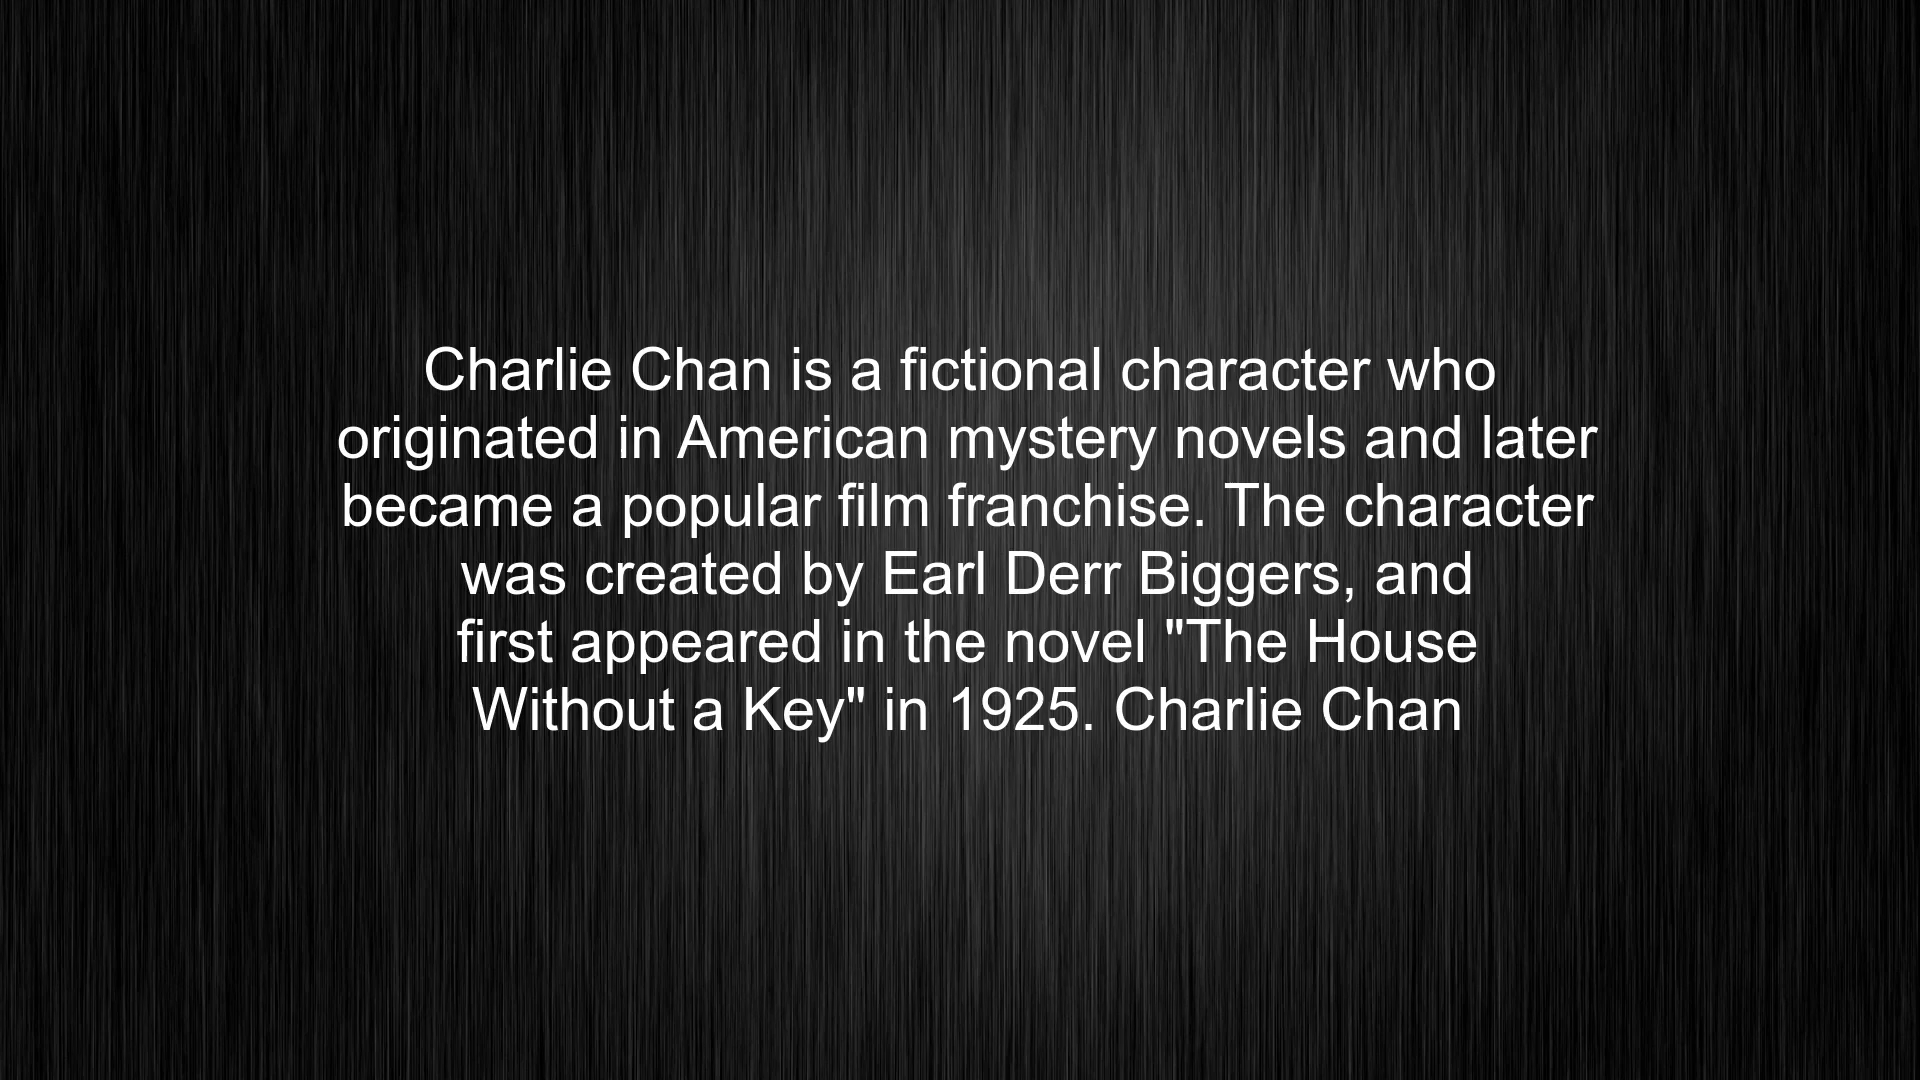 Charlie Chan is a fictional character who
originated in American mystery novels and later
became a popular film franchise. The character
was created by Earl Derr Biggers, and
first appeared in the novel "The House
Without a Key" in 1925. Charlie Chan